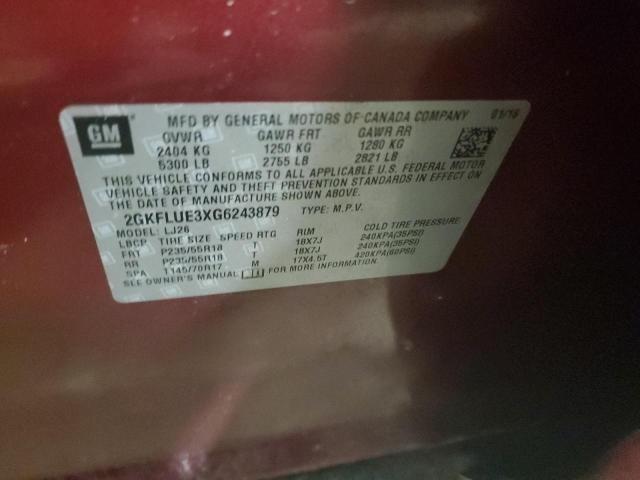 GM
MFD BY GENERAL MOTORS OF CANADA COMPANY 01/16
GVWR GAWR FRT GAWR RR
2404 KG 1250 KG 1280 KG
5300 LB 2755 LB 2821 LB
THIS VEHICLE CONFORMS TO ALL APPLICABLE U.S. FEDERAL MOTOR
VEHICLE SAFETY AND THEFT PREVENTION STANDARDS IN EFFECT ON
THE DATE OF MANUFACTURE SHOWN ABOVE.
2GKFLUE3XG6243879 TYPE: M.P.V.
MODEL: LJ26
LBCP TIRE SIZE SPEED RTG RIM COLD TIRE PRESSURE
FRT P235/55R18 T 18X7J 240KPA(35PSI)
RR P235/55R18 T 18X7J 240KPA(35PSI)
SPA T145/70R17 M 17X4.5T 420KPA(60PSI)
SEE OWNER'S MANUAL FOR MORE INFORMATION.